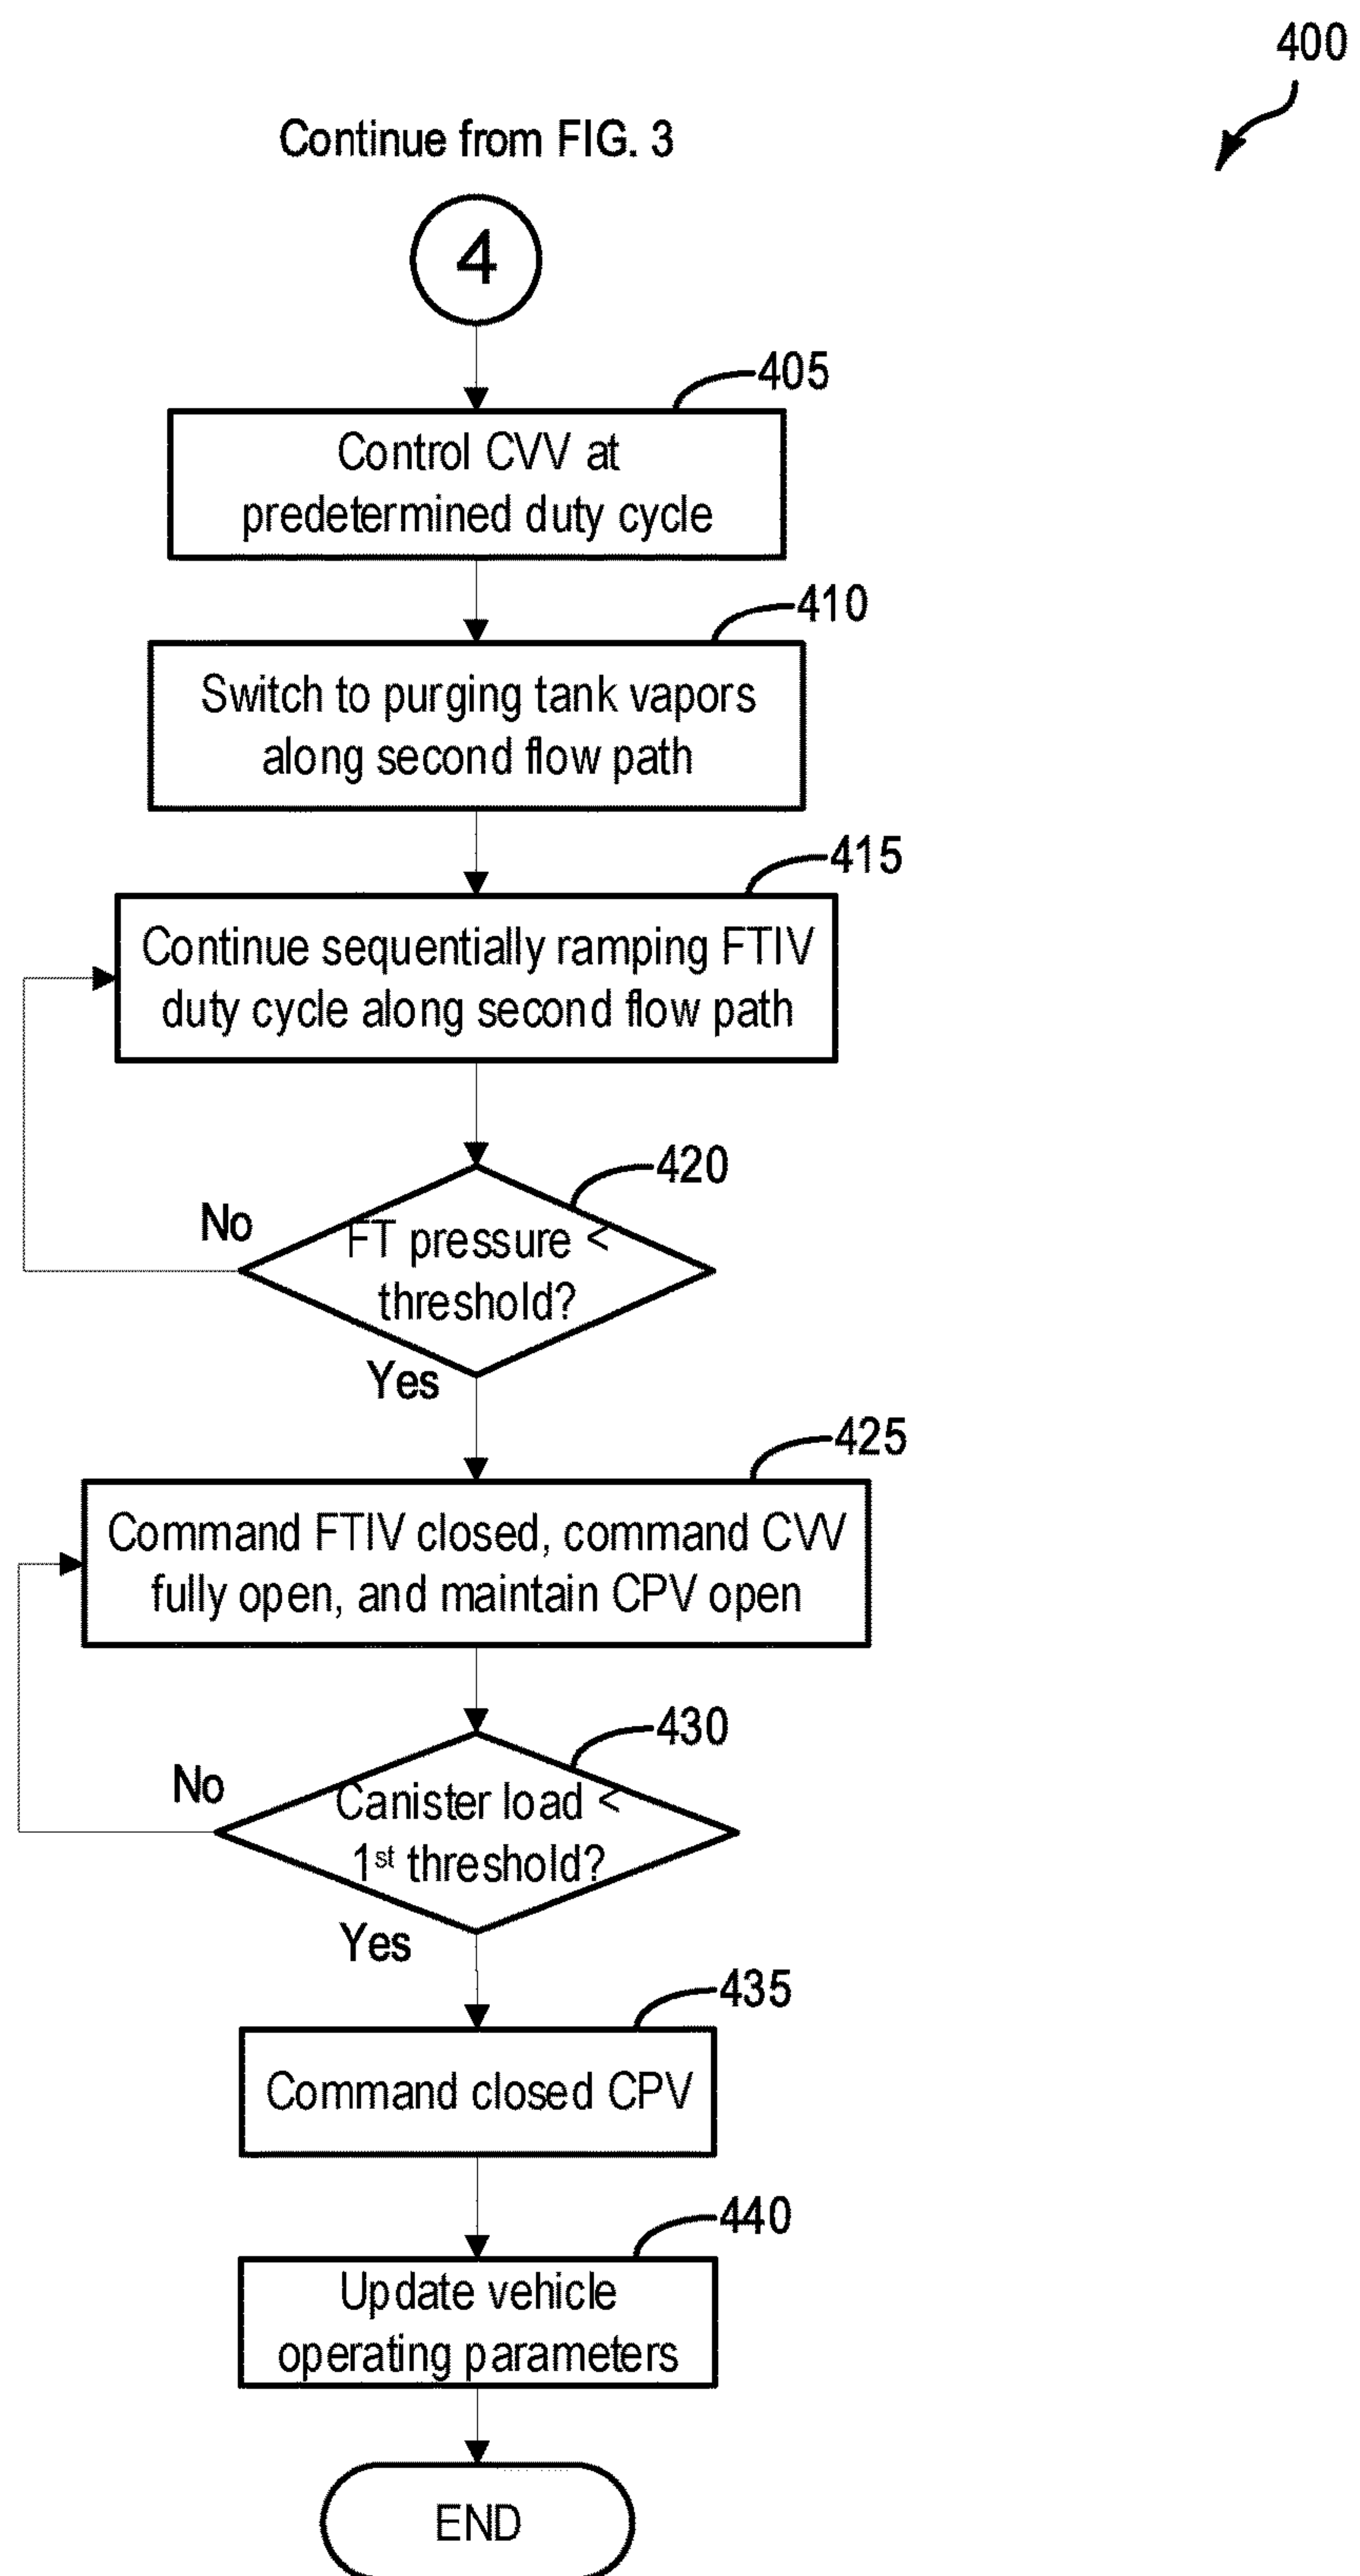 400
Continue from FIG. 3
4
405
Control CVV at
predetermined duty cycle
410
Switch to purging tank vapors
along second flow path
415
Continue sequentially ramping FTIV
duty cycle along second flow path
420
No
FT pressure <
threshold?
Yes
425
Command FTIV closed, command CVV
fully open, and maintain CPV open
430
No
Canister load <
1st threshold?
Yes
435
Command closed CPV
440
Update vehicle
operating parameters
END